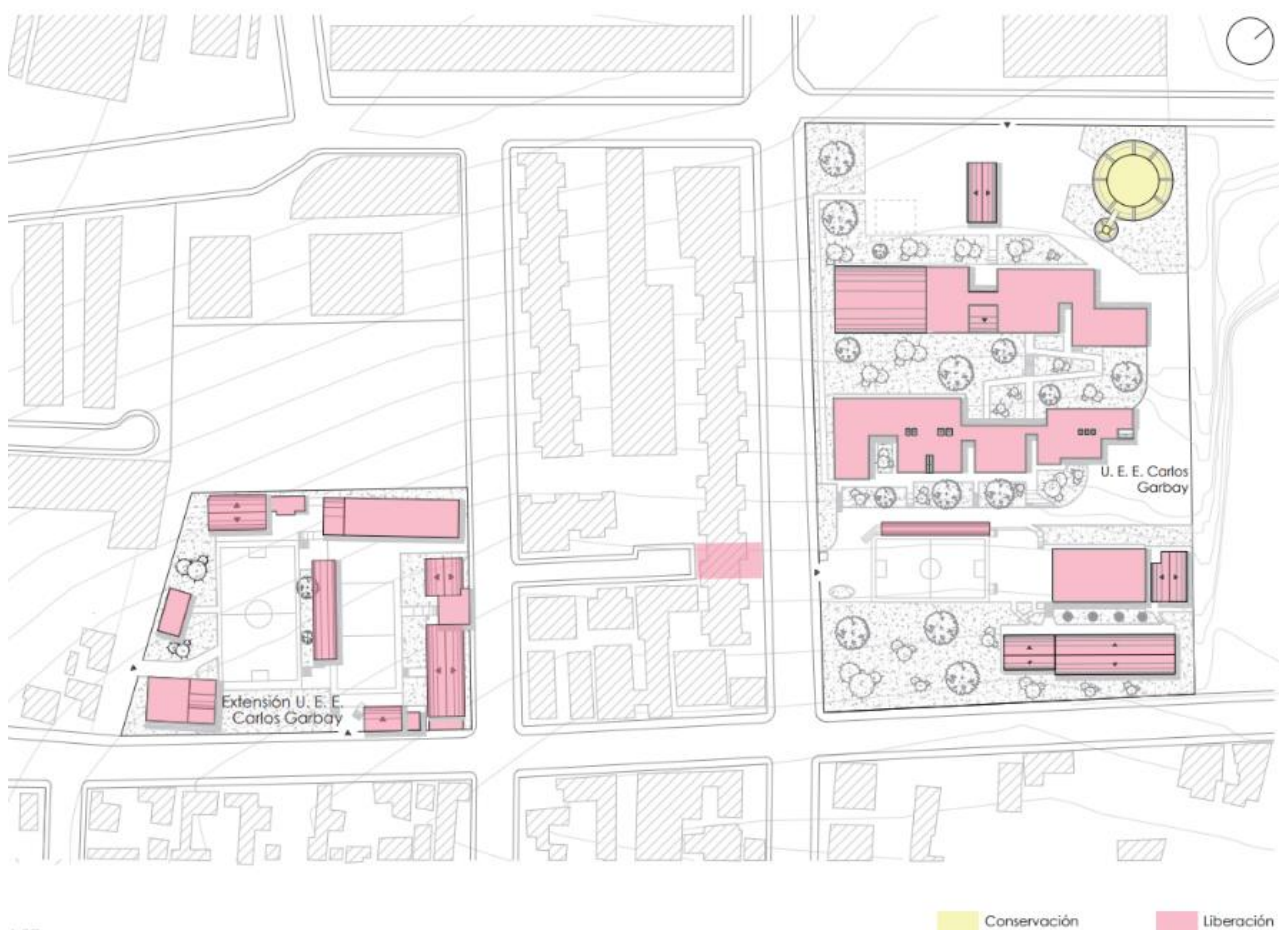 U. E. E. Carlos
Garbay
Extensión U. E. E.
Carlos Garbay
Conservación
Liberación